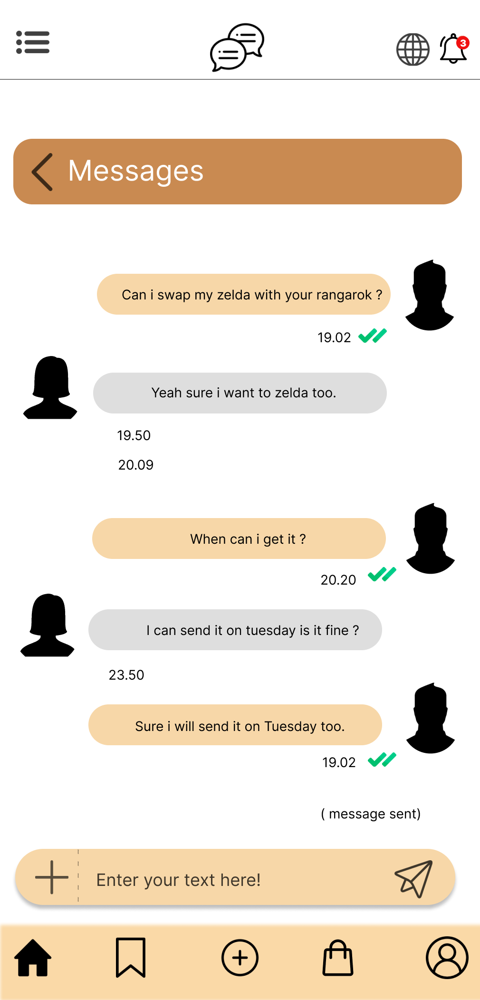 3
Messages
Can i swap my zelda with your rangarok ?
19.02
Yeah sure i want to zelda too.
19.50
20.09
When can i get it ?
20.20
I can send it on tuesday is it fine ?
23.50
Sure i will send it on Tuesday too.
19.02
( message sent)
Enter your text here!